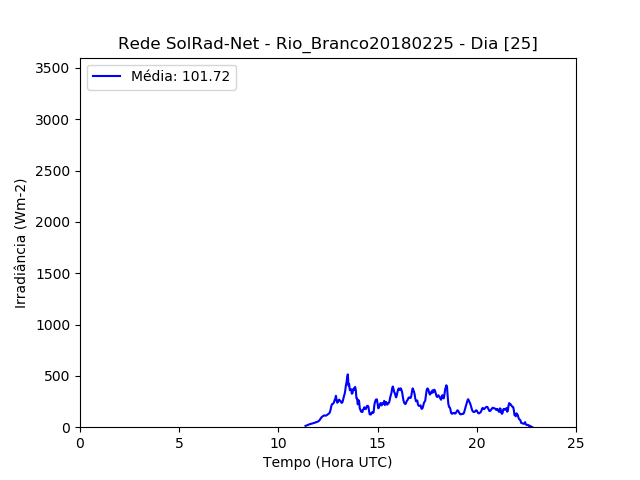 Rede SolRad-Net - Rio_Branco20180225 - Dia [25]
Média: 101.72
3500
3000
2500
2000
1500
1000
500
0
Irradiância (Wm-2)
0 5 10 15 20 25
Tempo (Hora UTC)